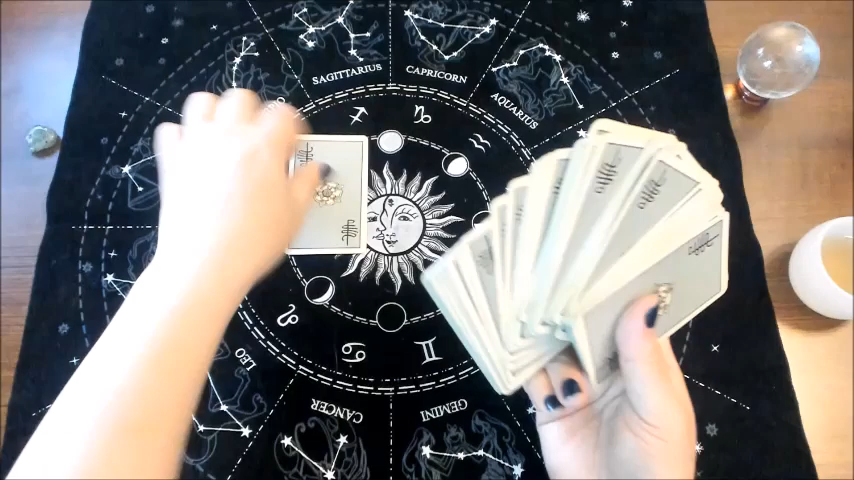 SAGITTARIUS
CAPRICORN
AQUARIUS
LEO
CANCER
GEMINI